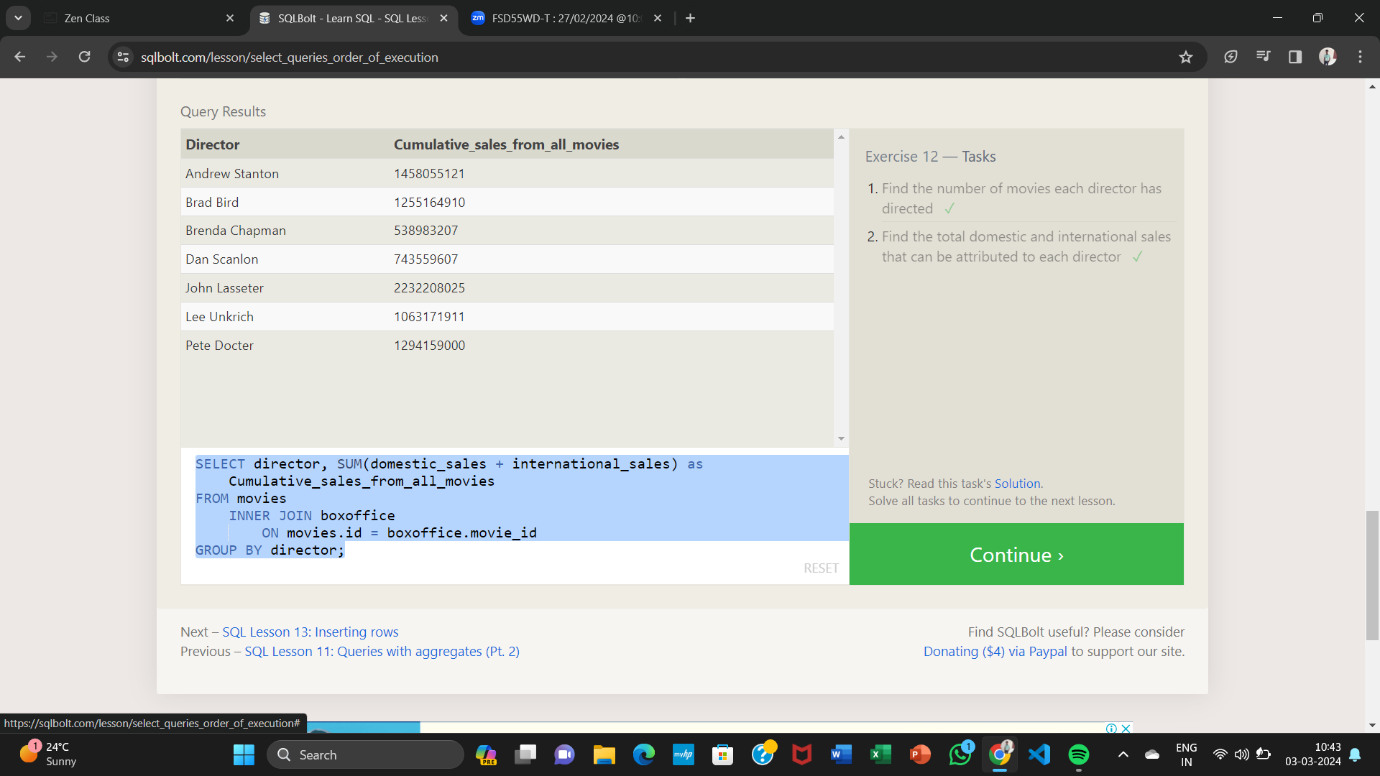 Zen Class
SQLBolt - Learn SQL - SQL Less
zm FSD55WD-T : 27/02/2024 @10:
sqlbolt.com/lesson/select_queries_order_of_execution
Query Results
Director Cumulative_sales_from_all_movies
Andrew Stanton 1458055121
Brad Bird 1255164910
Brenda Chapman 538983207
Dan Scanlon 743559607
John Lasseter 2232208025
Lee Unkrich 1063171911
Pete Docter 1294159000
SELECT director, SUM(domestic_sales + international_sales) as
Cumulative_sales_from_all_movies
FROM movies
INNER JOIN boxoffice
ON movies.id = boxoffice.movie_id
GROUP BY director;
RESET
Exercise 12 — Tasks
1. Find the number of movies each director has
directed ✓
2. Find the total domestic and international sales
that can be attributed to each director ✓
Stuck? Read this task's Solution.
Solve all tasks to continue to the next lesson.
Continue ›
Next – SQL Lesson 13: Inserting rows
Previous – SQL Lesson 11: Queries with aggregates (Pt. 2)
Find SQLBolt useful? Please consider
Donating ($4) via Paypal to support our site.
https://sqlbolt.com/lesson/select_queries_order_of_execution#
1
24°C
Sunny
Search
PRE
myhp
W
X
P
1
ENG
IN
10:43
03-03-2024